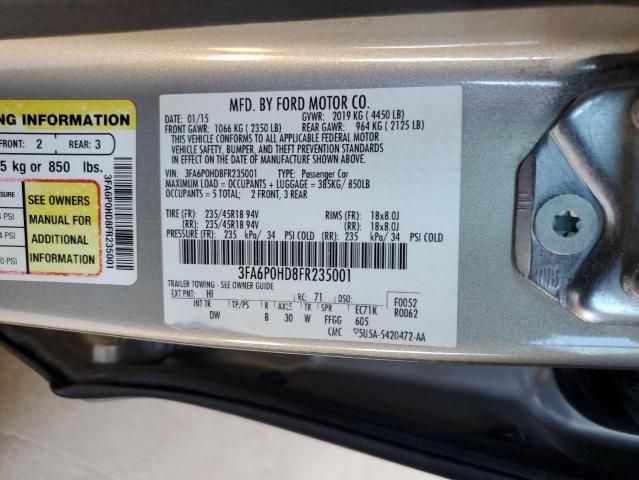 NG INFORMATION
FRONT: 2 REAR: 3
5 kg or 850 lbs.
SURE
PSI
PSI
0 PSI
SEE OWNERS
MANUAL FOR
ADDITIONAL
INFORMATION
3FA6P0HD8FR235001
MFD. BY FORD MOTOR CO.
01/15 GVWR: 2019 KG ( 4450 LB)
FRONT GAWR: 1066 KG ( 2350 LB) REAR GAWR: 964 KG ( 2125 LB)
THIS VEHICLE CONFORMS TO ALL APPLICABLE FEDERAL MOTOR
VEHICLE SAFETY, BUMPER, AND THEFT PREVENTION STANDARDS
IN EFFECT ON THE DATE OF MANUFACTURE SHOWN ABOVE.
VIN: 3FA6P0HD8FR235001 TYPE: Passenger Car
MAXIMUM LOAD = OCCUPANTS + LUGGAGE = 385KG/ 850LB
OCCUPANTS = 5 TOTAL; 2 FRONT, 3 REAR
TIRE (FR): 235/45R18 94V RIMS (FR): 18x8.0J
(RR): 235/45R18 94V (RR): 18x8.0J
PRESSURE (FR): 235 kPa/ 34 PSI COLD (RR): 235 kPa/ 34 PSI COLD
3FA6P0HD8FR235001
TRAILER TOWING - SEE OWNER GUIDE
EXT PNT: HI RC: 71 DSO: F0052
INT TR TP/PS R AXLE TR SPR EC71K R0062
DW B 30 W FFGG 605
CMC 5U5A-5420472-AA